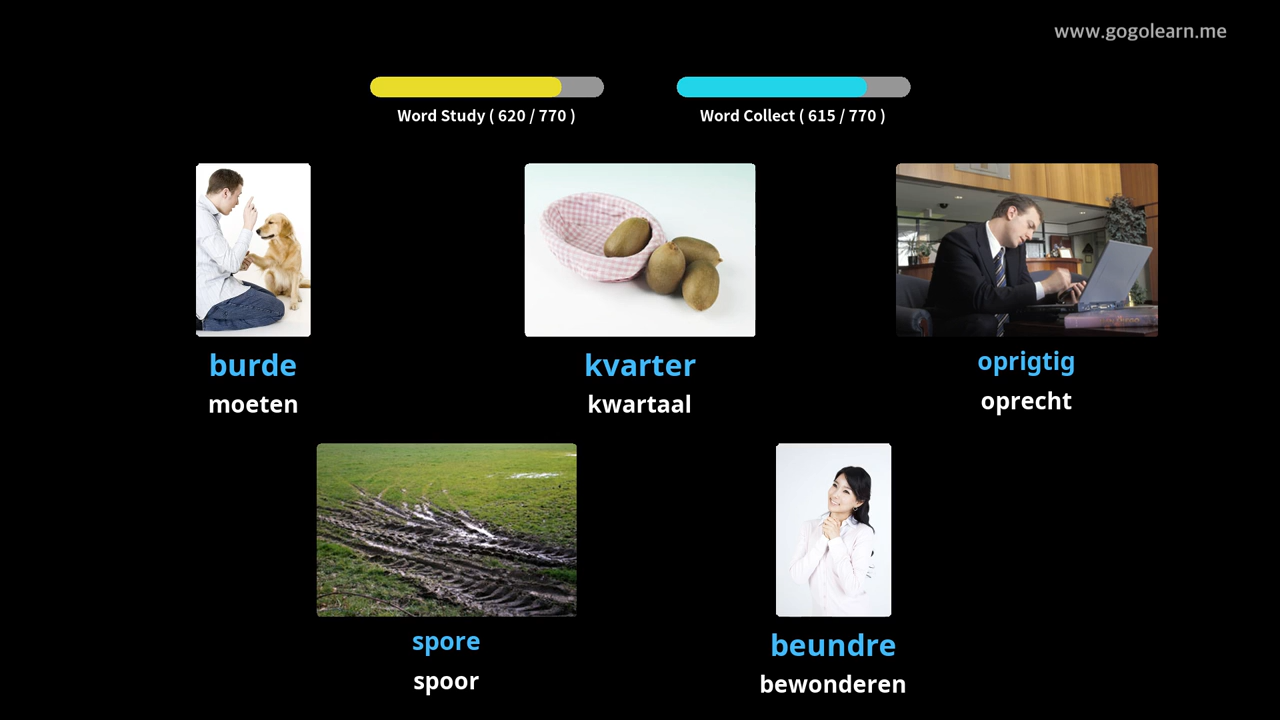 www.gogolearn.me
Word Study ( 620 / 770 )
Word Collect ( 615 / 770 )
burde
moeten
kvarter
kwartaal
oprigtig
oprecht
spore
spoor
beundre
bewonderen